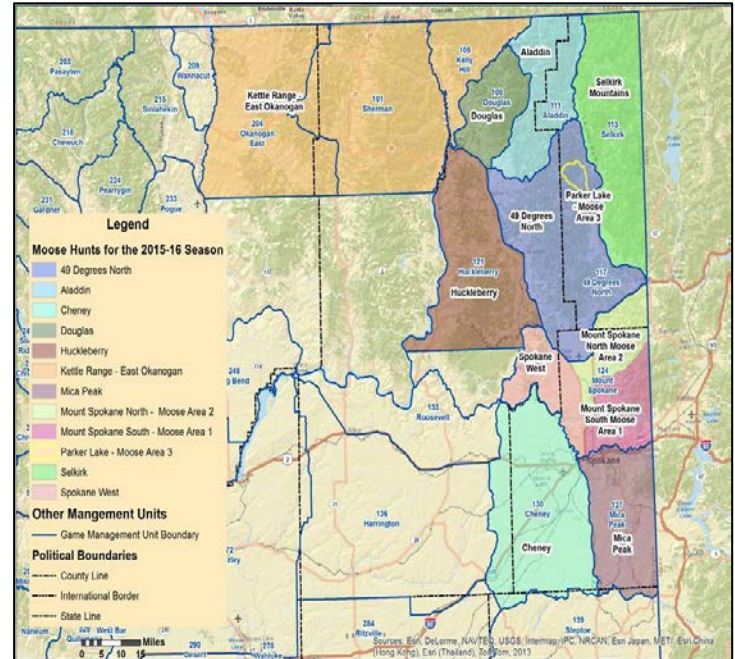 203
Pasayten
209
Wannacut
215
Sinlahekin
218
Chewuch
224
Pearrygin
231
Gardner
233
Pogue
Kettle Range -
East Okanogan
204
Okanogan
East
101
Sherman
105
Kelly
Hill
108
Douglas
Douglas
Aladdin
111
Aladdin
Selkirk
Mountains
113
Selkirk
Parker Lake
- Moose
Area 3
49 Degrees
North
117
49 Degrees
North
121
Huckleberry
Huckleberry
Mount Spokane
North Moose
Area 2
124
Mount
Spokane
Mount Spokane
South Moose
Area 1
Spokane
West
Spokane
133
Roosevelt
136
Harrington
130
Cheney
Cheney
127
Mica
Peak
Mica
Peak
248
284
Ritzville
139
Steptoe
290
Desert
278
Wahluke
West Bar
Naneum
Legend
Moose Hunts for the 2015-16 Season
49 Degrees North
Aladdin
Cheney
Douglas
Huckleberry
Kettle Range - East Okanogan
Mica Peak
Mount Spokane North - Moose Area 2
Mount Spokane South - Moose Area 1
Parker Lake - Moose Area 3
Selkirk
Spokane West
Other Mangement Units
Game Management Unit Boundary
Political Boundaries
County Line
International Border
State Line
Miles
0 5 10 15
Sources: Esri, DeLorme, NAVTEQ, USGS, Intermap, iPC, NRCAN, Esri Japan, METI, Esri China
(Hong Kong), Esri (Thailand), TomTom, 2013